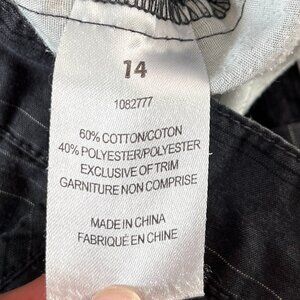 14
1082777
60% COTTON/COTON
40% POLYESTER/POLYESTER
EXCLUSIVE OF TRIM
GARNITURE NON COMPRISE
MADE IN CHINA
FABRIQUÉ EN CHINE